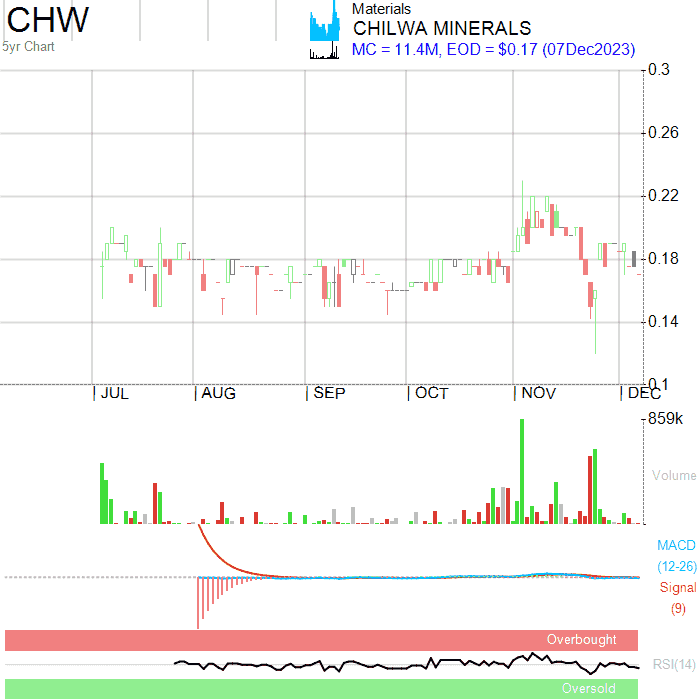 CHW
Materials
CHILWA MINERALS
5yr Chart
MC = 11.4M, EOD = $0.17 (07Dec2023)
0.3
0.26
0.22
0.18
0.14
0.1
JUL AUG SEP OCT NOV DEC
859k
Volume
MACD
(12-26)
Signal
(9)
Overbought
RSI(14)
Oversold